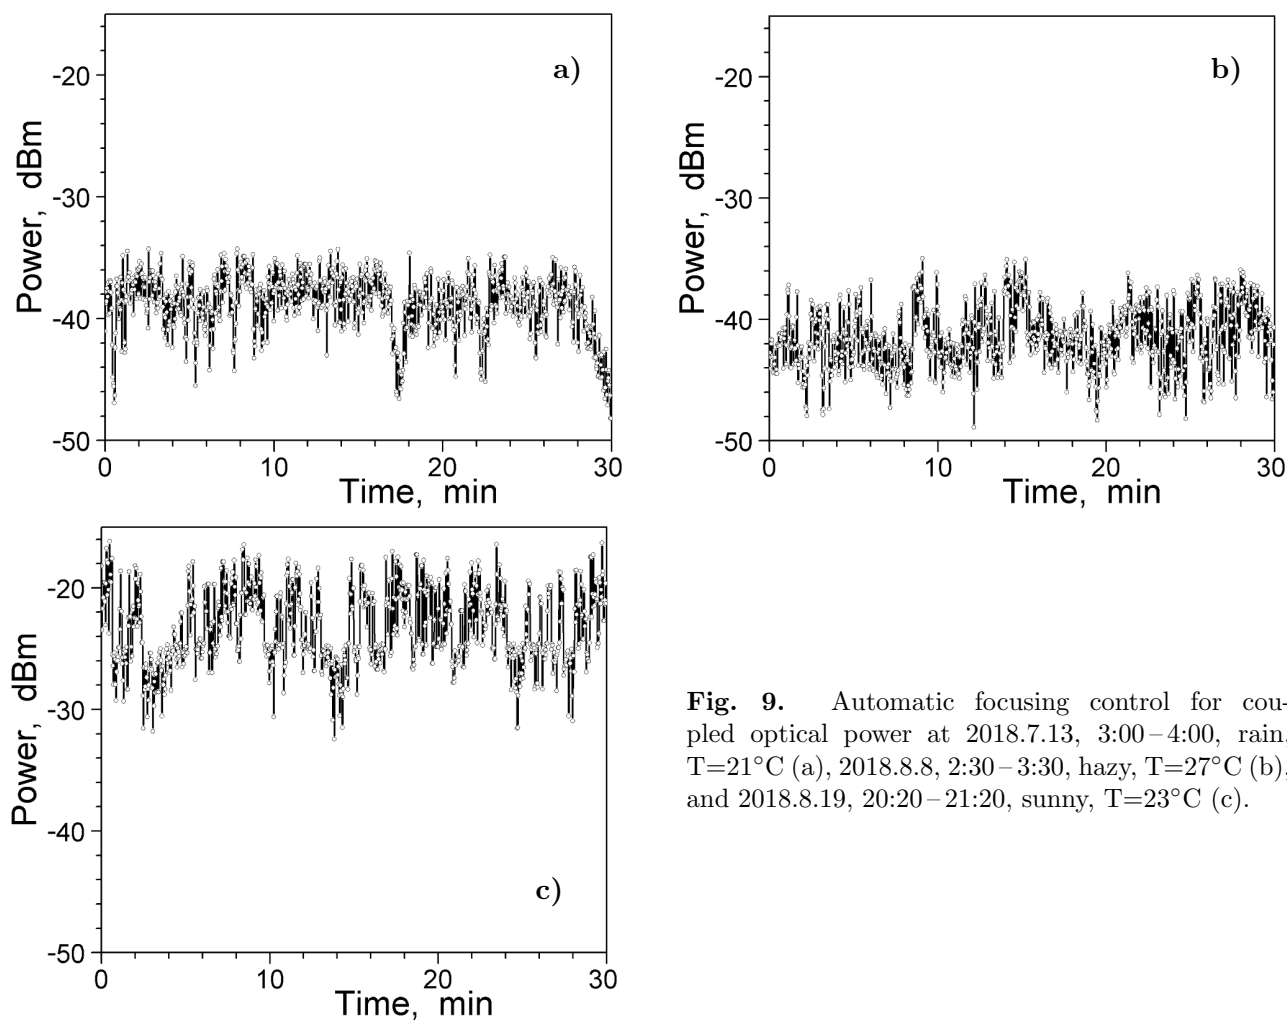 a)
-20
-30
-40
-50
Power, dBm
0 10 20 30
Time, min
b)
-20
-30
-40
-50
Power, dBm
0 10 20 30
Time, min
c)
-20
-30
-40
-50
Power, dBm
0 10 20 30
Time, min
Fig. 9. Automatic focusing control for cou-
pled optical power at 2018.7.13, 3:00–4:00, rain,
T=21°C (a), 2018.8.8, 2:30–3:30, hazy, T=27°C (b),
and 2018.8.19, 20:20–21:20, sunny, T=23°C (c).